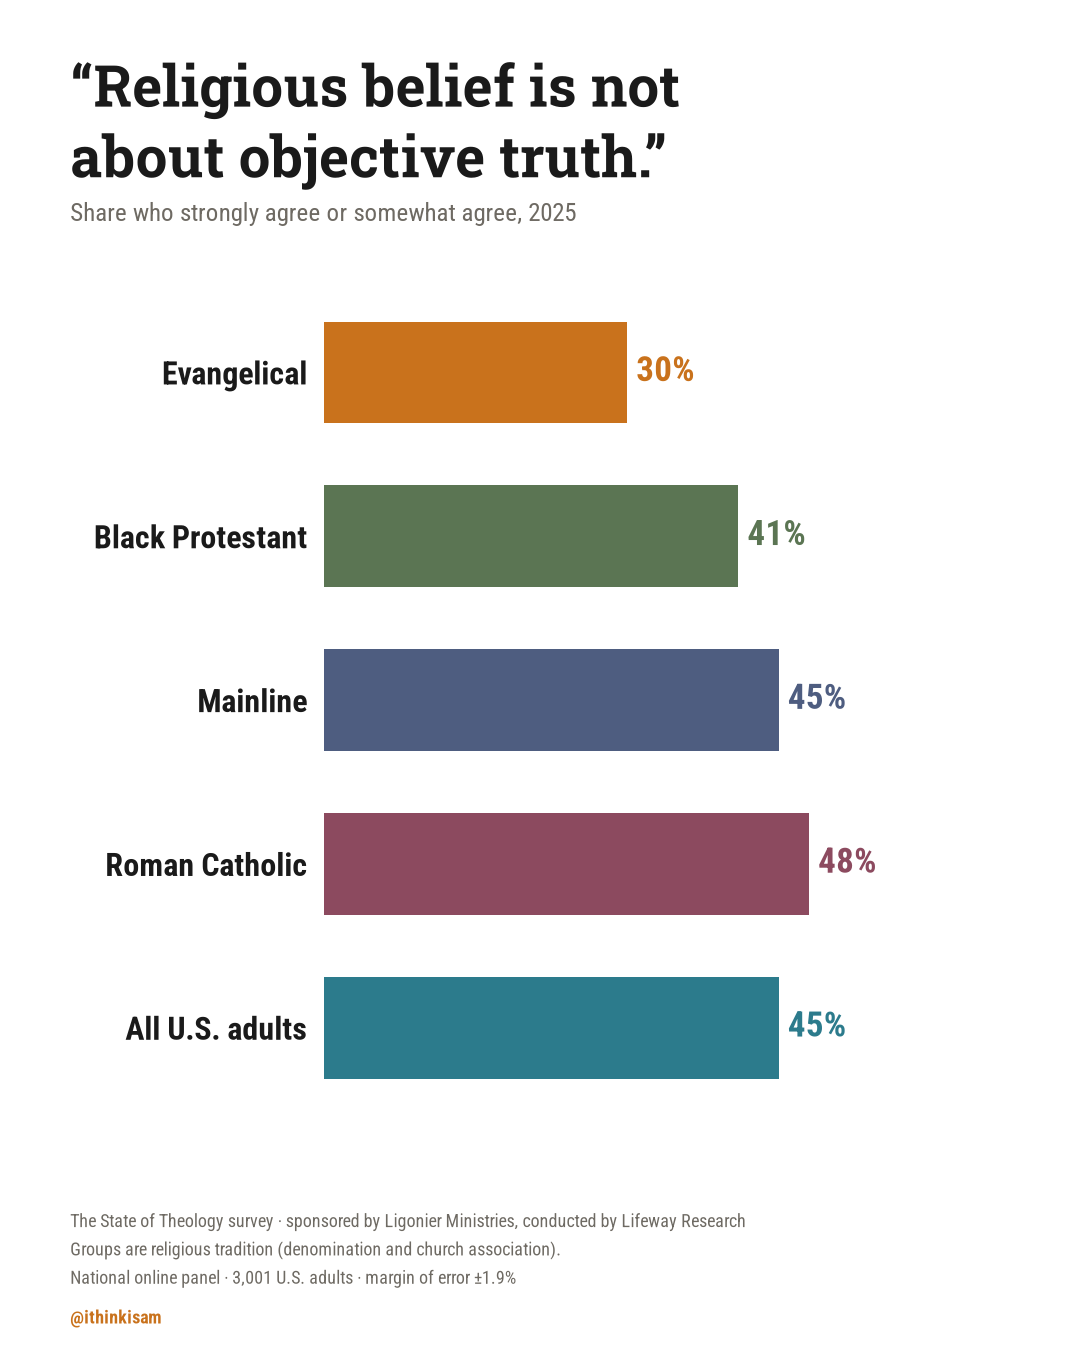 “Religious belief is not
about objective truth.”
Share who strongly agree or somewhat agree, 2025
Evangelical 30%
Black Protestant 41%
Mainline 45%
Roman Catholic 48%
All U.S. adults 45%
The State of Theology survey · sponsored by Ligonier Ministries, conducted by Lifeway Research
Groups are religious tradition (denomination and church association).
National online panel · 3,001 U.S. adults · margin of error ±1.9%
@ithinkisam